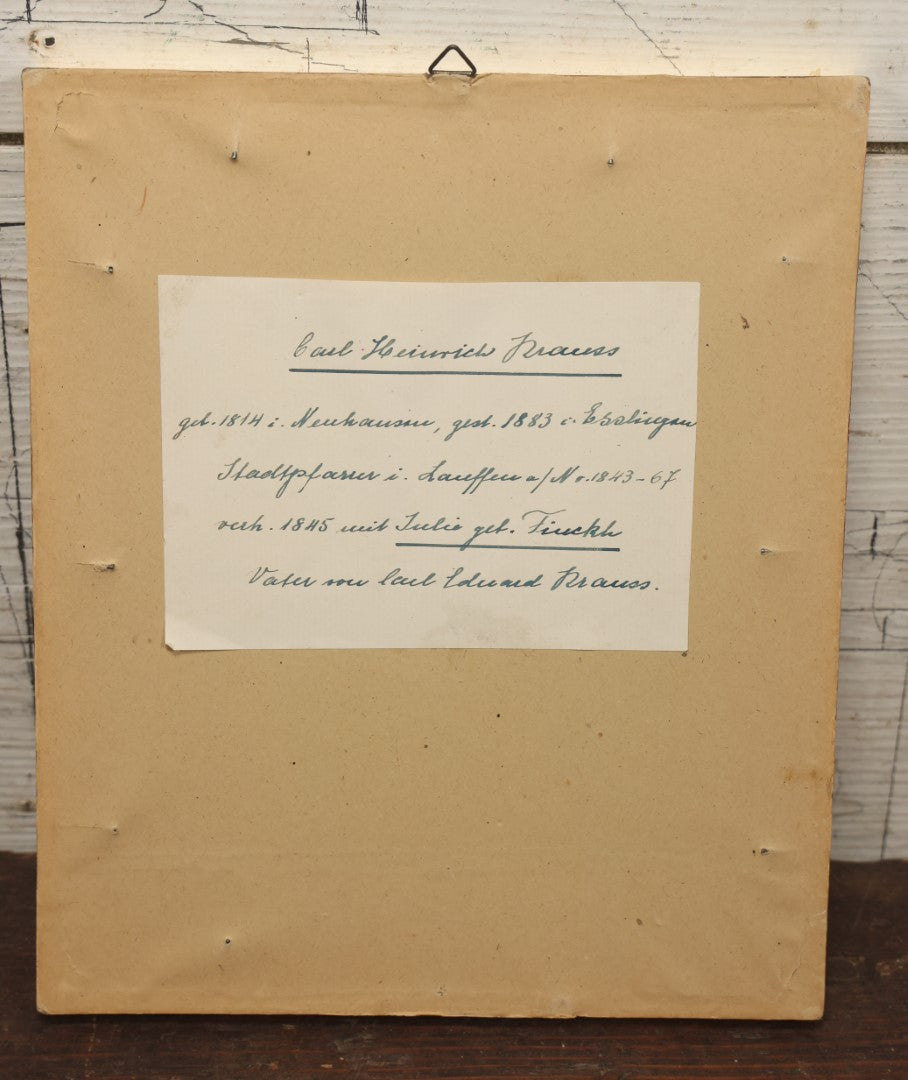 Carl Heinrich Krauss
geb. 1814 i. Neuhausen, gest. 1883 i. Esslingen
Stadtpfarrer i. Lauffen a/N v. 1843-67
verh. 1845 mit Julie geb. Finckh
Vater von Carl Eduard Krauss.